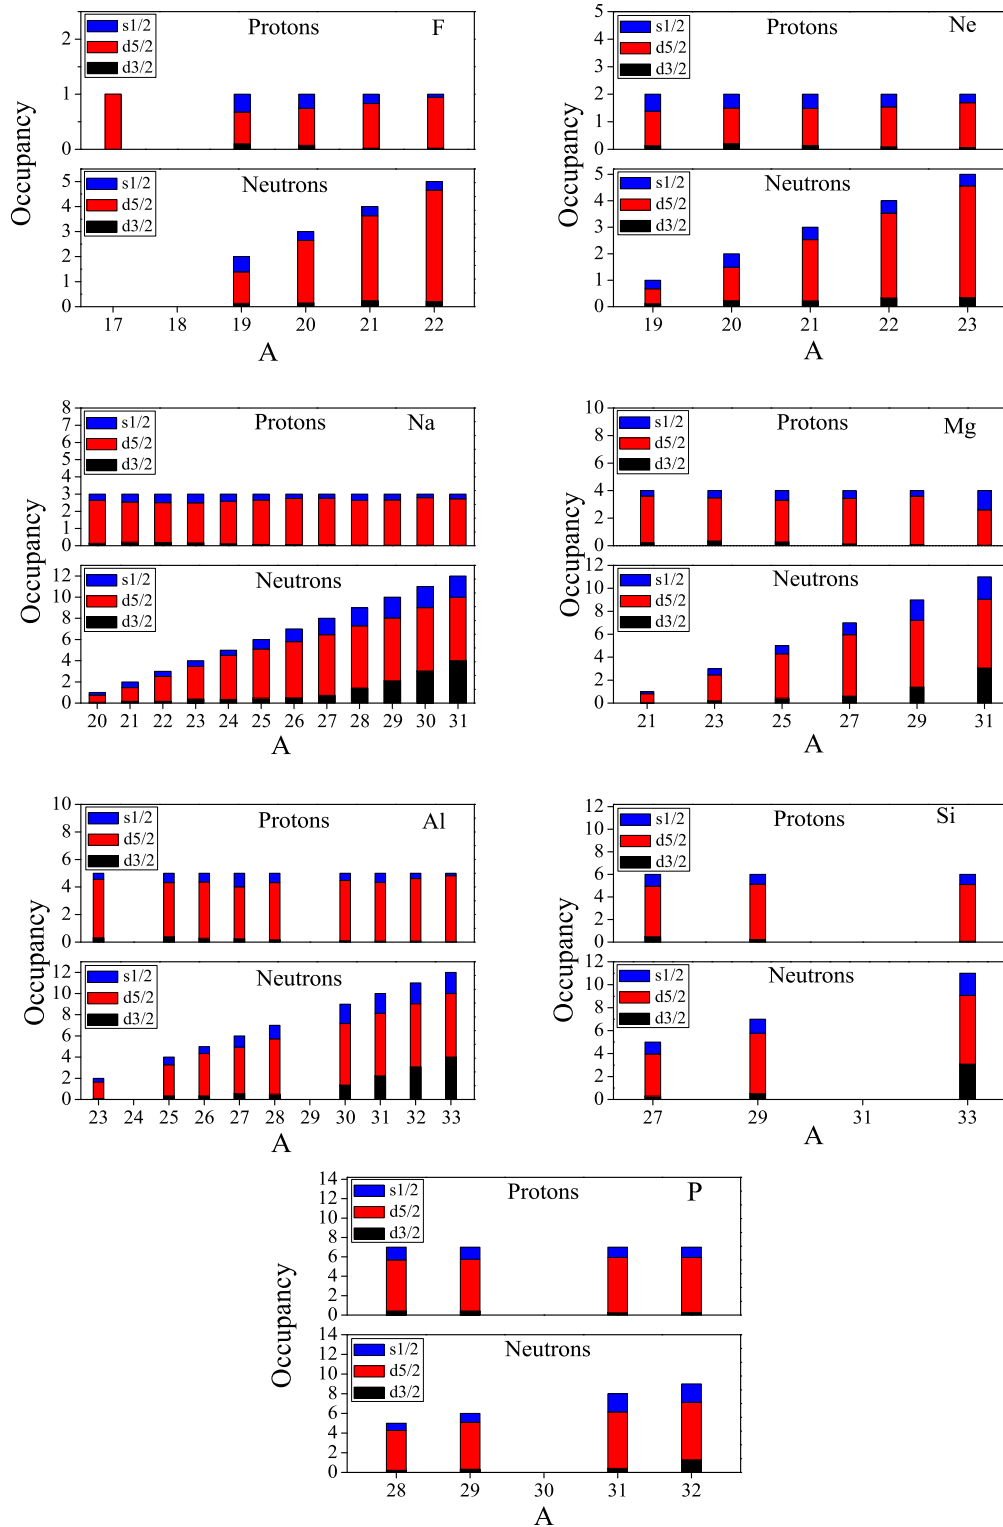 Protons F
s1/2
d5/2
d3/2
2
1
0
Neutrons
s1/2
d5/2
d3/2
5
4
3
2
1
0
17 18 19 20 21 22
A
Occupancy
Protons Ne
s1/2
d5/2
d3/2
5
4
3
2
1
0
Neutrons
s1/2
d5/2
d3/2
5
4
3
2
1
0
19 20 21 22 23
A
Occupancy
Protons Na
s1/2
d5/2
d3/2
8
7
6
5
4
3
2
1
0
Neutrons
s1/2
d5/2
d3/2
12
10
8
6
4
2
0
20 21 22 23 24 25 26 27 28 29 30 31
A
Occupancy
Protons Mg
s1/2
d5/2
d3/2
10
8
6
4
2
0
Neutrons
s1/2
d5/2
d3/2
12
10
8
6
4
2
0
21 23 25 27 29 31
A
Occupancy
Protons Al
s1/2
d5/2
d3/2
10
8
6
4
2
0
Neutrons
s1/2
d5/2
d3/2
12
10
8
6
4
2
0
23 24 25 26 27 28 29 30 31 32 33
A
Occupancy
Protons Si
s1/2
d5/2
d3/2
12
10
8
6
4
2
0
Neutrons
s1/2
d5/2
d3/2
12
10
8
6
4
2
0
27 29 31 33
A
Occupancy
Protons P
s1/2
d5/2
d3/2
14
12
10
8
6
4
2
0
Neutrons
s1/2
d5/2
d3/2
14
12
10
8
6
4
2
0
28 29 30 31 32
A
Occupancy